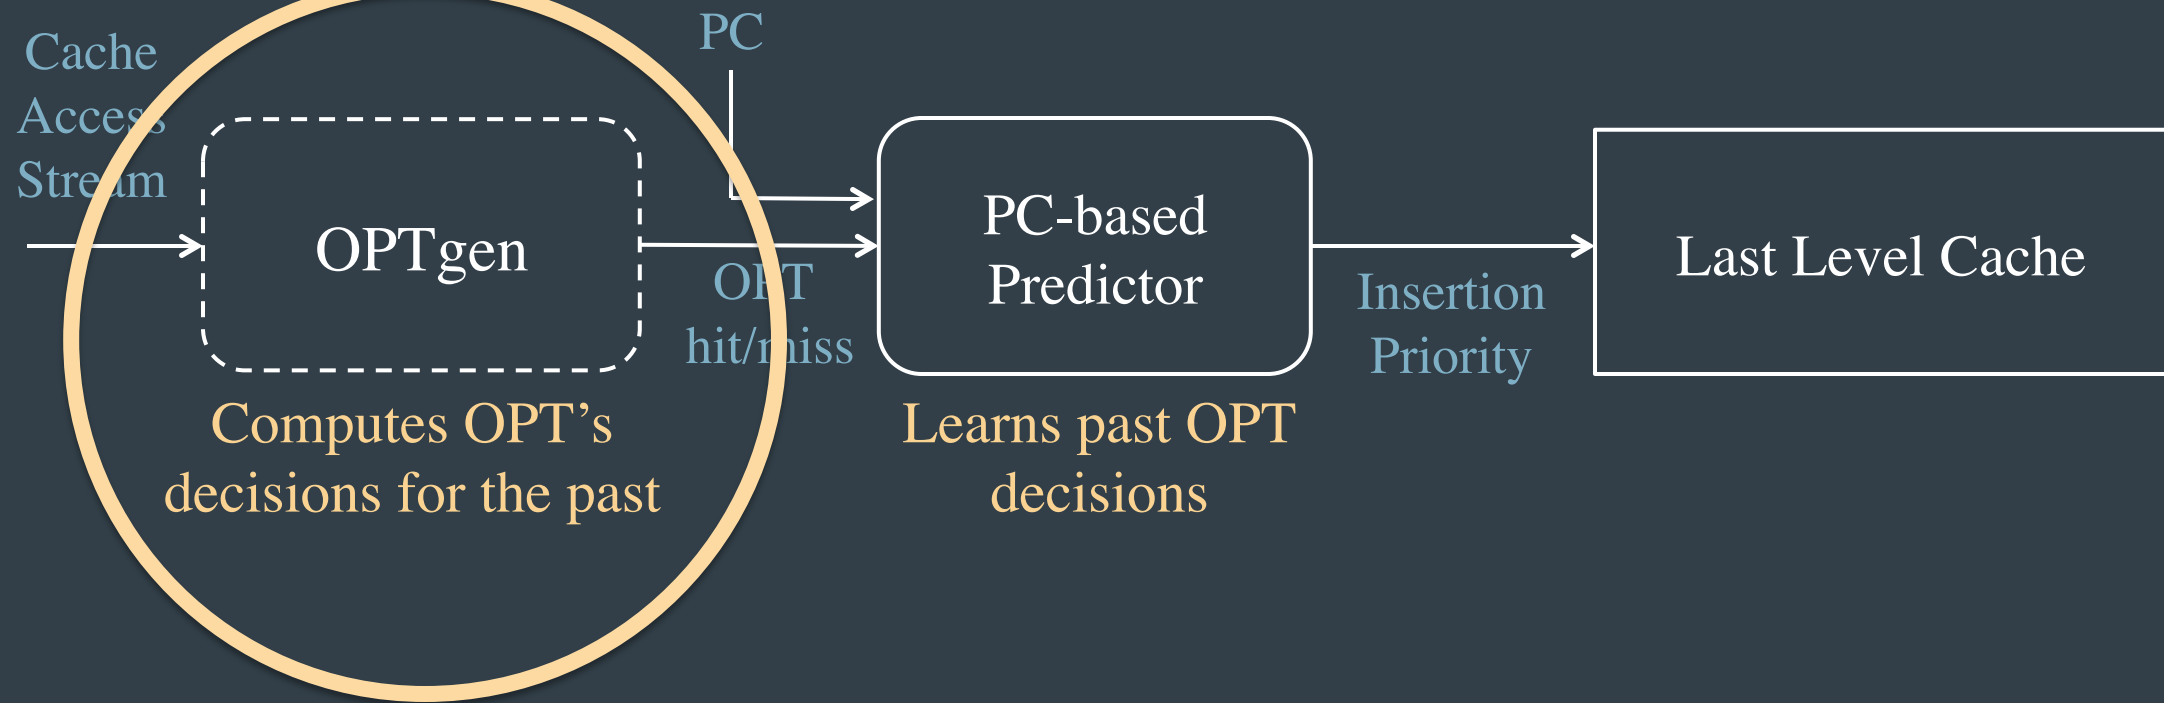 Cache
Access
Stream
PC
OPTgen
OPT
hit/miss
Computes OPT’s
decisions for the past
PC-based
Predictor
Learns past OPT
decisions
Insertion
Priority
Last Level Cache